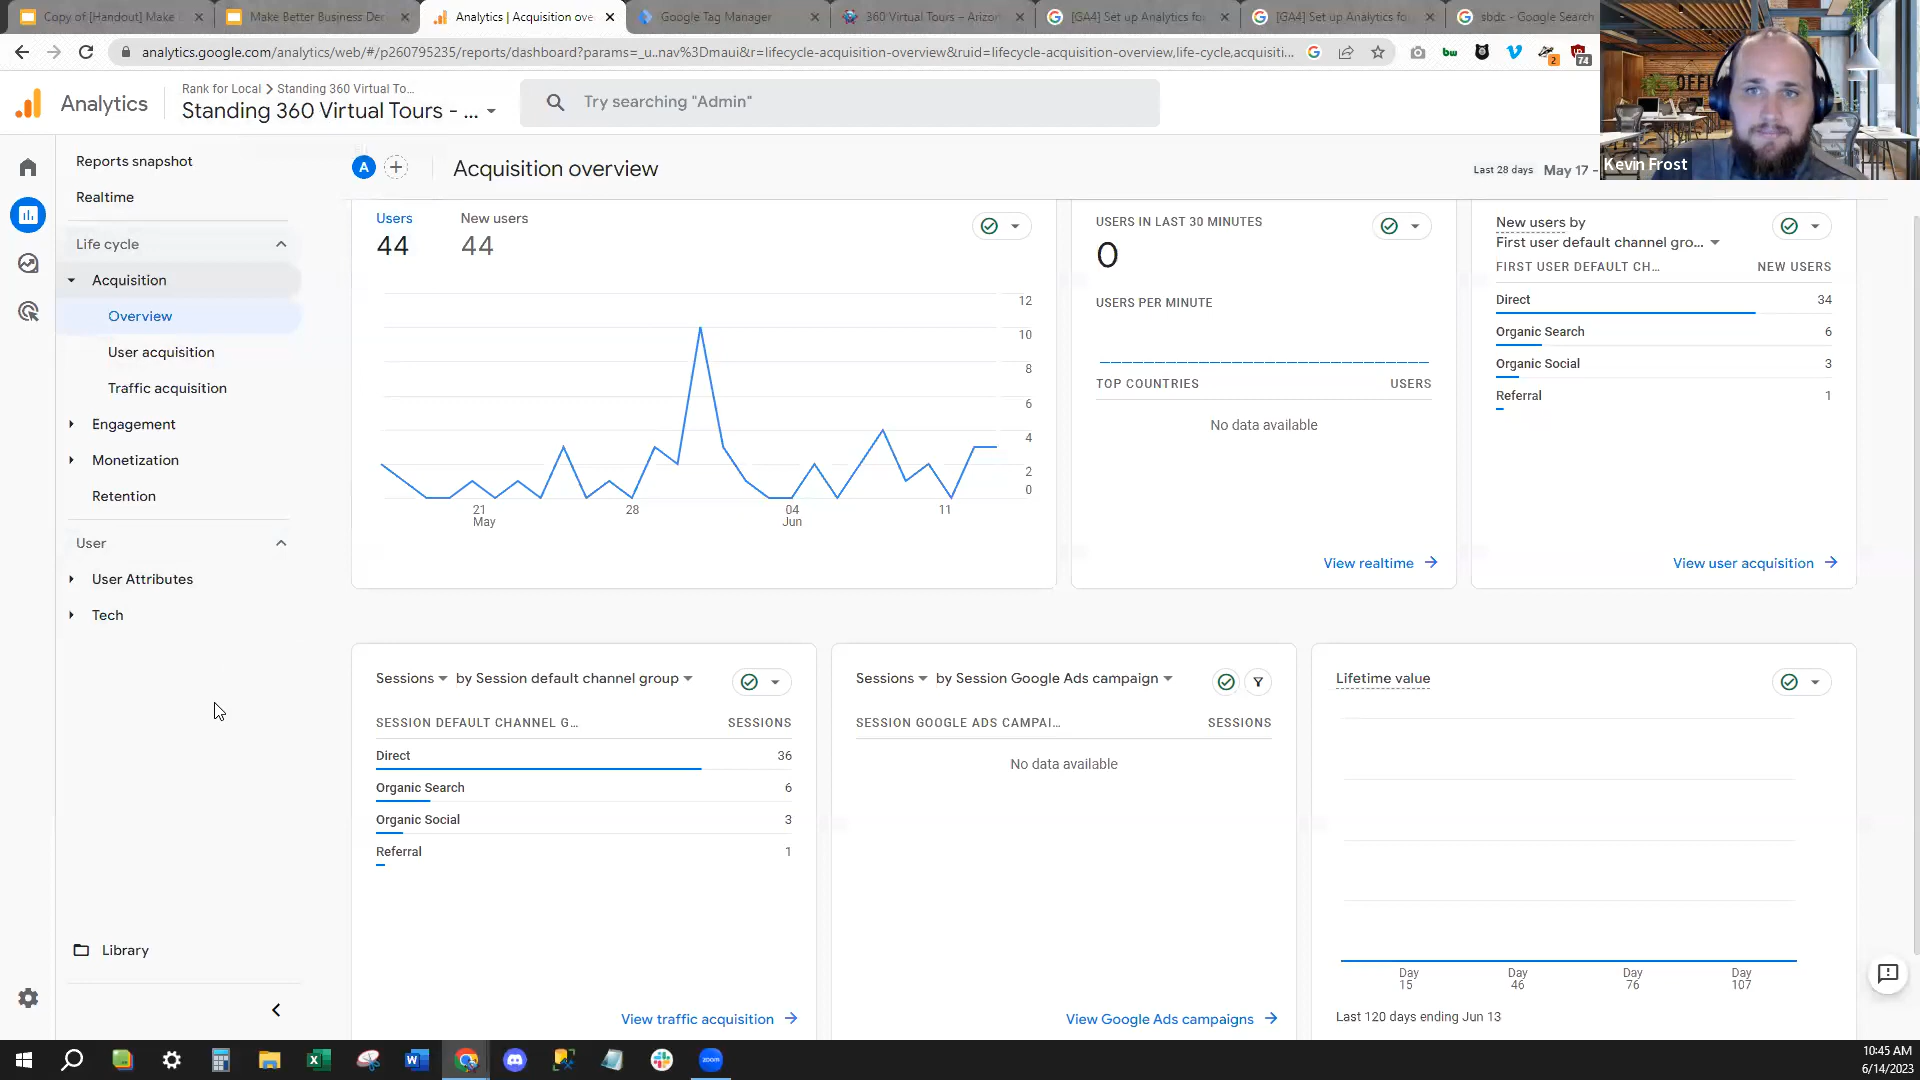 Copy of [Handout] Make
Make Better Business Dec
Analytics | Acquisition ove
Google Tag Manager
360 Virtual Tours – Arizon
[GA4] Set up Analytics fo
[GA4] Set up Analytics fo
sbdc - Google Search
analytics.google.com/analytics/web/#/p260795235/reports/dashboard?params=_u..nav%3Dmaui&r=lifecycle-acquisition-overview&ruid=lifecycle-acquisition-overview,life-cycle,acquisiti...
bw
2
74
Analytics
Rank for Local > Standing 360 Virtual To...
Standing 360 Virtual Tours - ...
Try searching "Admin"
OFFI
Kevin Frost
Reports snapshot
Realtime
Life cycle
Acquisition
Overview
User acquisition
Traffic acquisition
Engagement
Monetization
Retention
User
User Attributes
Tech
Library
A
Acquisition overview
Last 28 days May 17 -
Users
44
New users
44
12
10
8
6
4
2
0
21
May
28
04
Jun
11
USERS IN LAST 30 MINUTES
0
USERS PER MINUTE
TOP COUNTRIES USERS
No data available
View realtime
New users by
First user default channel gro...
FIRST USER DEFAULT CH... NEW USERS
Direct 34
Organic Search 6
Organic Social 3
Referral 1
View user acquisition
Sessions by Session default channel group
SESSION DEFAULT CHANNEL G... SESSIONS
Direct 36
Organic Search 6
Organic Social 3
Referral 1
View traffic acquisition
Sessions by Session Google Ads campaign
SESSION GOOGLE ADS CAMPAI... SESSIONS
No data available
View Google Ads campaigns
Lifetime value
Day
15
Day
46
Day
76
Day
107
Last 120 days ending Jun 13
zoom
10:45 AM
6/14/2023